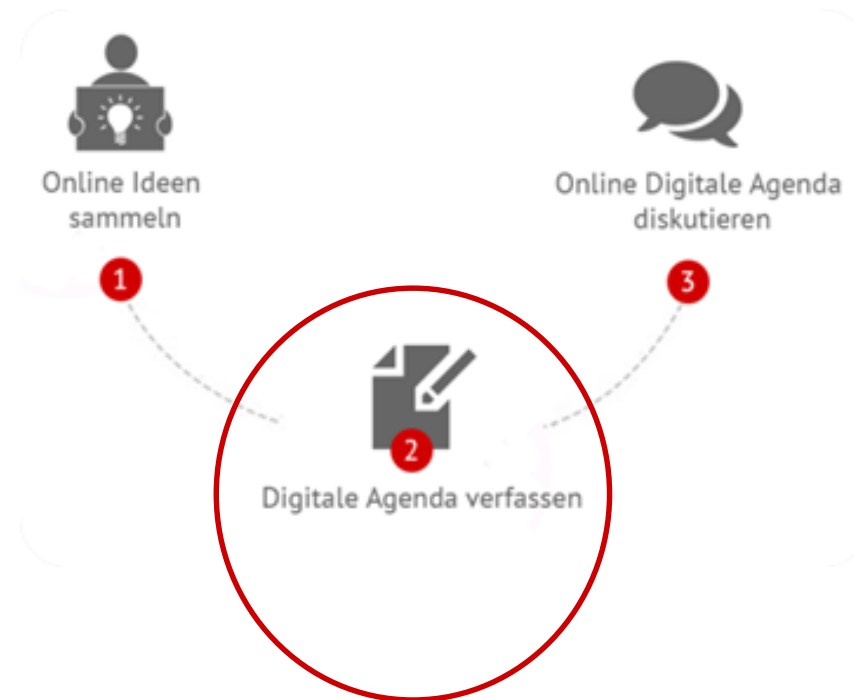 Online Ideen
sammeln
1
Online Digitale Agenda
diskutieren
3
2
Digitale Agenda verfassen